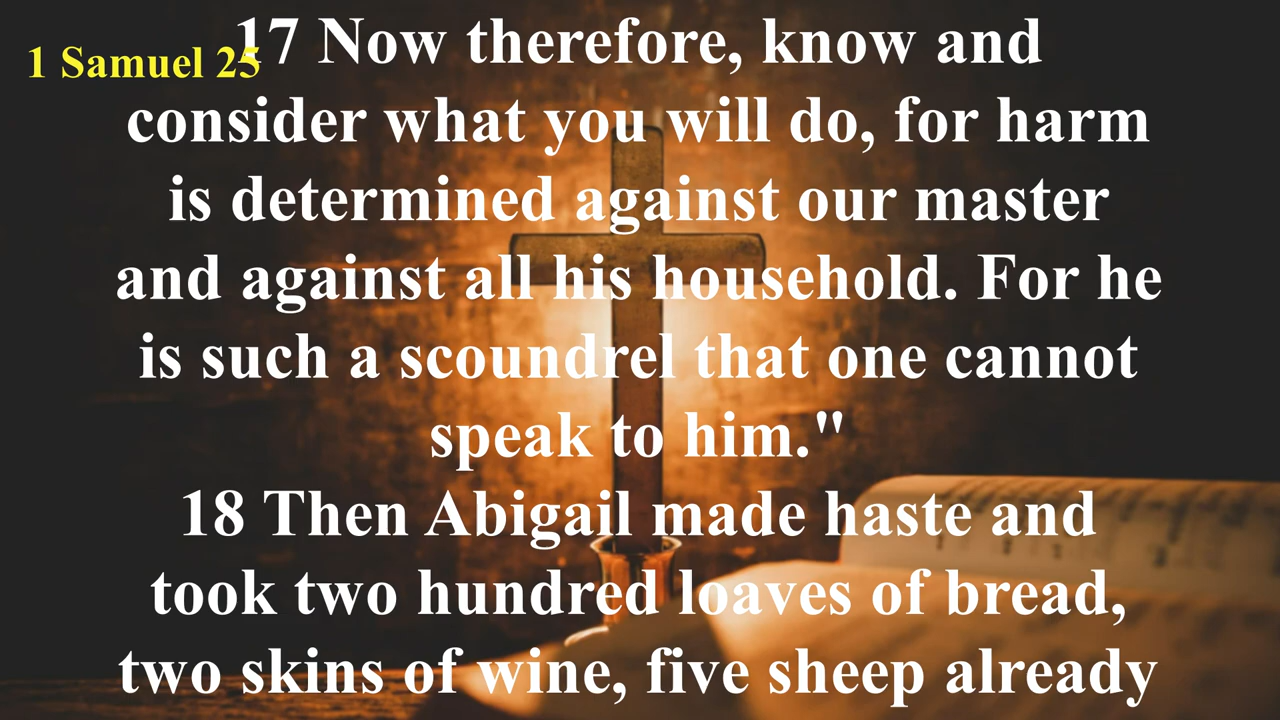 1 Samuel 25
17 Now therefore, know and
consider what you will do, for harm
is determined against our master
and against all his household. For he
is such a scoundrel that one cannot
speak to him."
18 Then Abigail made haste and
took two hundred loaves of bread,
two skins of wine, five sheep already